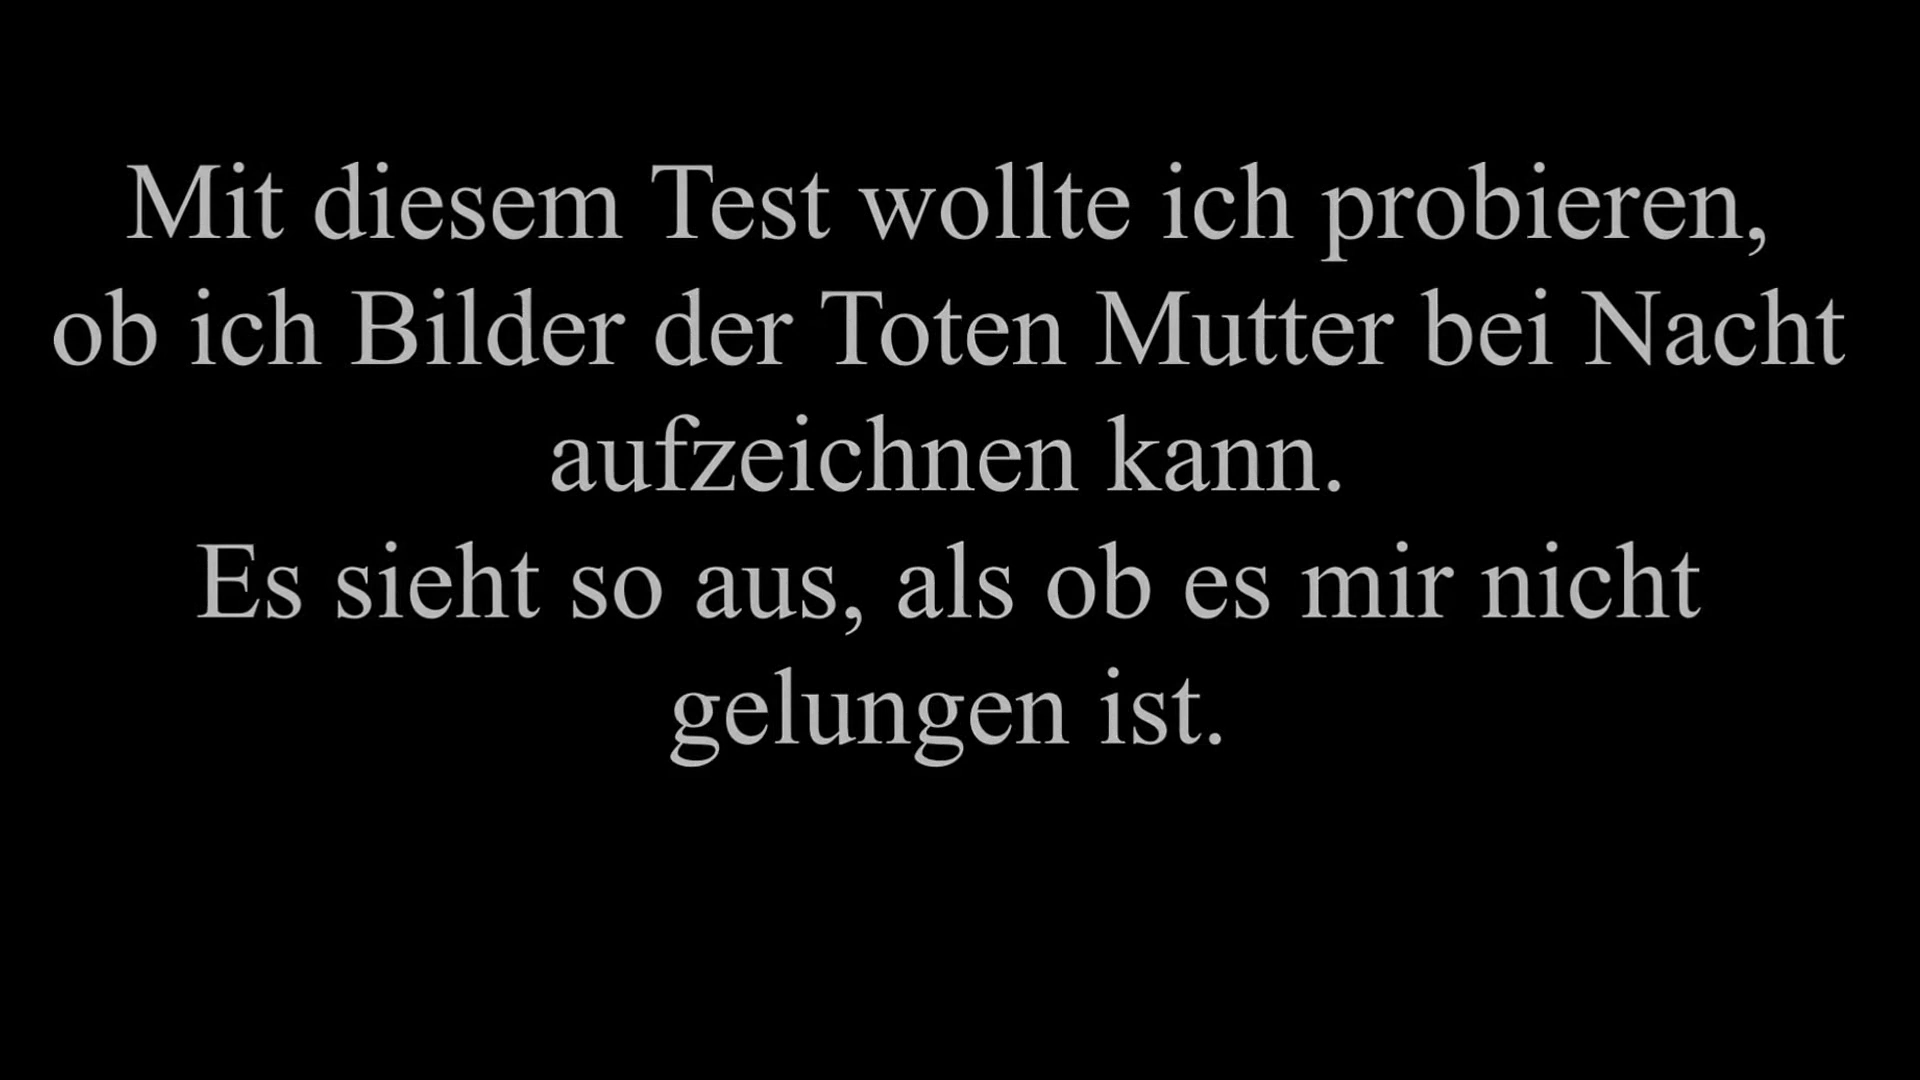 Mit diesem Test wollte ich probieren,
ob ich Bilder der Toten Mutter bei Nacht
aufzeichnen kann.
Es sieht so aus, als ob es mir nicht
gelungen ist.